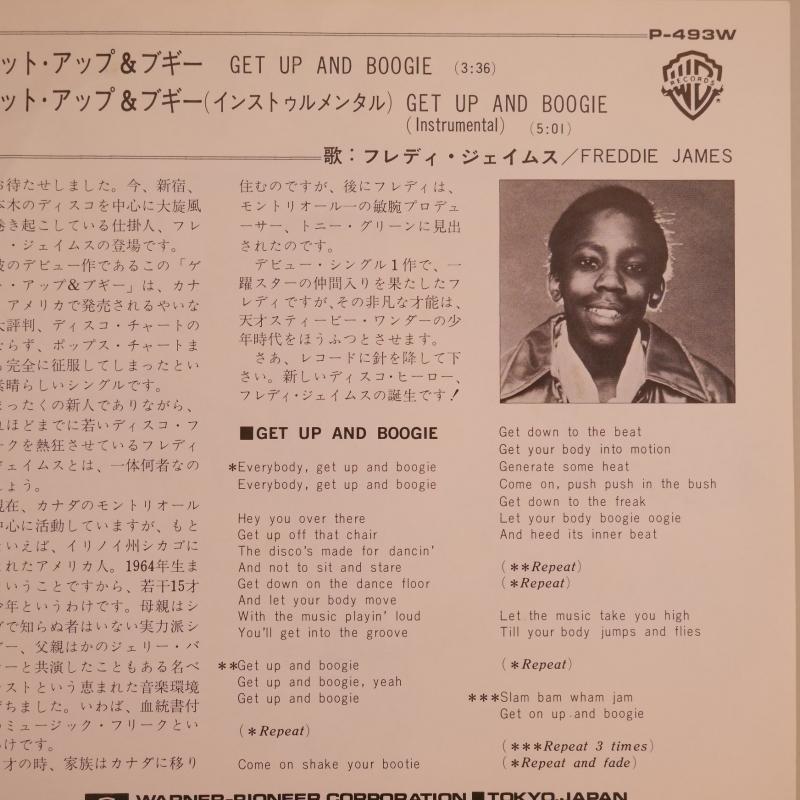 P-493W
ット・アップ&ブギー GET UP AND BOOGIE (3:36)
ット・アップ&ブギー(インストゥルメンタル) GET UP AND BOOGIE
(Instrumental) (5:01)
WB RECORDS
歌：フレディ・ジェイムス／FREDDIE JAMES
お待たせしました。今、新宿、
本木のディスコを中心に大旋風
巻き起こしている仕掛人、フレ
・ジェイムスの登場です。
彼のデビュー作であるこの「ゲ
ト・アップ&ブギー」は、カナ
アメリカで発売されるやいな
大評判、ディスコ・チャートの
ならず、ポップス・チャートま
も完全に征服してしまったとい
素晴らしいシングルです。
まったくの新人でありながら、
れほどまでに若いディスコ・フ
ークを熱狂させているフレディ
ジェイムスとは、一体何者なの
しょう。
現在、カナダのモントリオール
中心に活動していますが、もと
といえば、イリノイ州シカゴに
まれたアメリカ人。1964年生ま
ということですから、若干15才
少年というわけです。母親はシ
ゴで知らぬ者はいない実力派シ
ガー、父親はかのジェリー・バ
ラーと共演したこともある名ベ
シストという恵まれた音楽環境
育ちました。いわば、血統書付
のミュージック・フリークとい
わけです。
才の時、家族はカナダに移り
住むのですが、後にフレディは、
モントリオール一の敏腕プロデュ
ーサー、トニー・グリーンに見出
されたのです。
デビュー・シングル1作で、一
躍スターの仲間入りを果たしたフ
レディですが、その非凡な才能は、
天才スティービー・ワンダーの少
年時代をほうふつとさせます。
さあ、レコードに針を降して下
さい。新しいディスコ・ヒーロー、
フレディ・ジェイムスの誕生です!
■GET UP AND BOOGIE
*Everybody, get up and boogie
Everybody, get up and boogie
Hey you over there
Get up off that chair
The disco's made for dancin'
And not to sit and stare
Get down on the dance floor
And let your body move
With the music playin' loud
You'll get into the groove
**Get up and boogie
Get up and boogie, yeah
Get up and boogie
(*Repeat)
Come on shake your bootie
Get down to the beat
Get your body into motion
Generate some heat
Come on, push push in the bush
Get down to the freak
Let your body boogie oogie
And heed its inner beat
(**Repeat)
(*Repeat)
Let the music take you high
Till your body jumps and flies
(*Repeat)
***Slam bam wham jam
Get on up and boogie
(***Repeat 3 times)
(*Repeat and fade)
WARNER-PIONEER CORPORATION ■ TOKYO, JAPAN